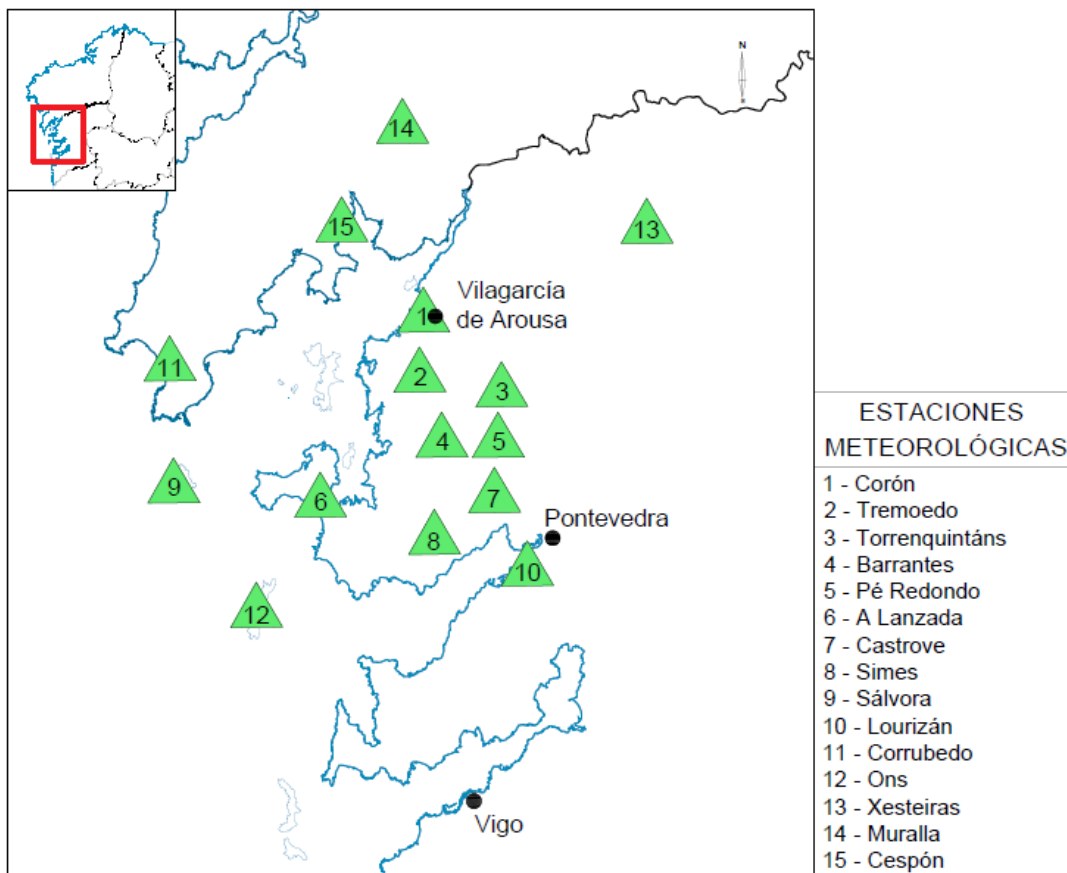 N
14
15
13
Vilagarcía
de Arousa
1
11
2
3
4
5
9
6
7
Pontevedra
8
10
12
Vigo
ESTACIONES
METEOROLÓGICAS
1 - Corón
2 - Tremoedo
3 - Torrenquintáns
4 - Barrantes
5 - Pé Redondo
6 - A Lanzada
7 - Castrove
8 - Simes
9 - Sálvora
10 - Lourizán
11 - Corrubedo
12 - Ons
13 - Xesteiras
14 - Muralla
15 - Cespón